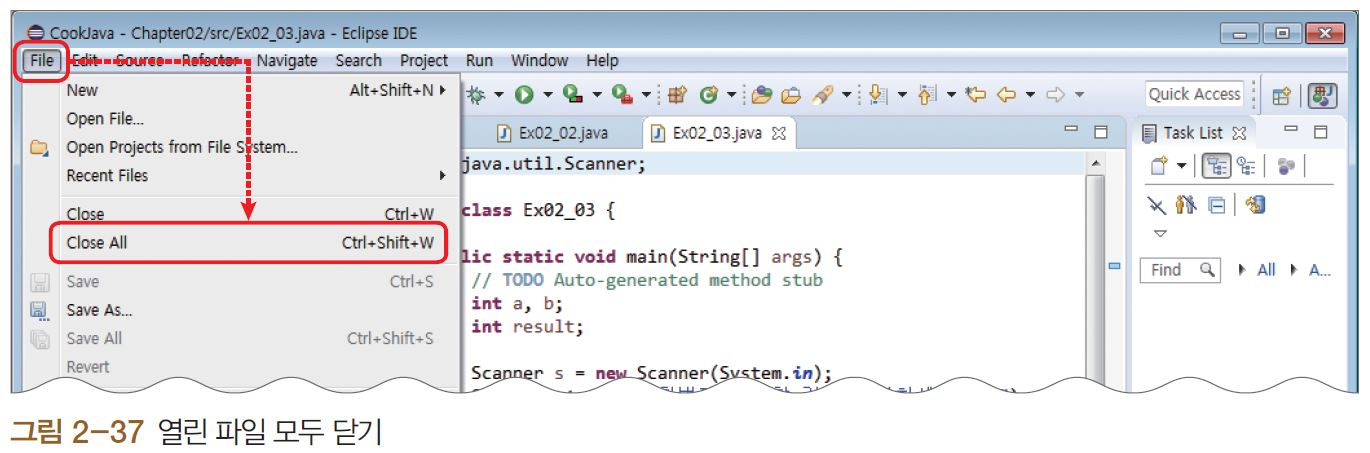 CookJava - Chapter02/src/Ex02_03.java - Eclipse IDE
File Edit Source Refactor Navigate Search Project Run Window Help
New Alt+Shift+N
Open File...
Open Projects from File System...
Recent Files
Close Ctrl+W
Close All Ctrl+Shift+W
Save Ctrl+S
Save As...
Save All Ctrl+Shift+S
Revert
Quick Access
Ex02_02.java Ex02_03.java
java.util.Scanner;
class Ex02_03 {
lic static void main(String[] args) {
// TODO Auto-generated method stub
int a, b;
int result;
Scanner s = new Scanner(System.in);
Task List
Find All A...
그림 2-37 열린 파일 모두 닫기